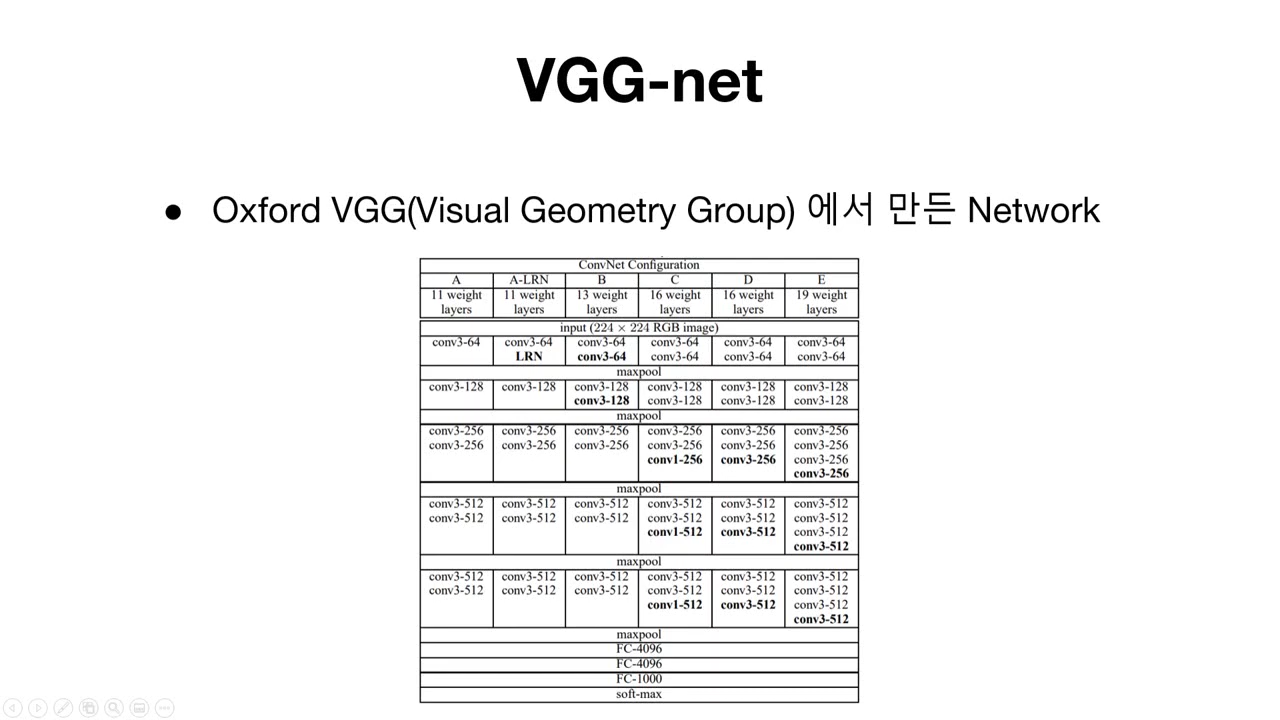 VGG-net
● Oxford VGG(Visual Geometry Group) 에서 만든 Network
ConvNet Configuration
A A-LRN B C D E
11 weight layers 11 weight layers 13 weight layers 16 weight layers 16 weight layers 19 weight layers
input (224 × 224 RGB image)
conv3-64 conv3-64 conv3-64 conv3-64 conv3-64 conv3-64
LRN conv3-64 conv3-64 conv3-64 conv3-64
maxpool
conv3-128 conv3-128 conv3-128 conv3-128 conv3-128 conv3-128
conv3-128 conv3-128 conv3-128 conv3-128
maxpool
conv3-256 conv3-256 conv3-256 conv3-256 conv3-256 conv3-256
conv3-256 conv3-256 conv3-256 conv3-256 conv3-256 conv3-256
conv1-256 conv3-256 conv3-256
conv3-256
maxpool
conv3-512 conv3-512 conv3-512 conv3-512 conv3-512 conv3-512
conv3-512 conv3-512 conv3-512 conv3-512 conv3-512 conv3-512
conv1-512 conv3-512 conv3-512
conv3-512
maxpool
conv3-512 conv3-512 conv3-512 conv3-512 conv3-512 conv3-512
conv3-512 conv3-512 conv3-512 conv3-512 conv3-512 conv3-512
conv1-512 conv3-512 conv3-512
conv3-512
maxpool
FC-4096
FC-4096
FC-1000
soft-max